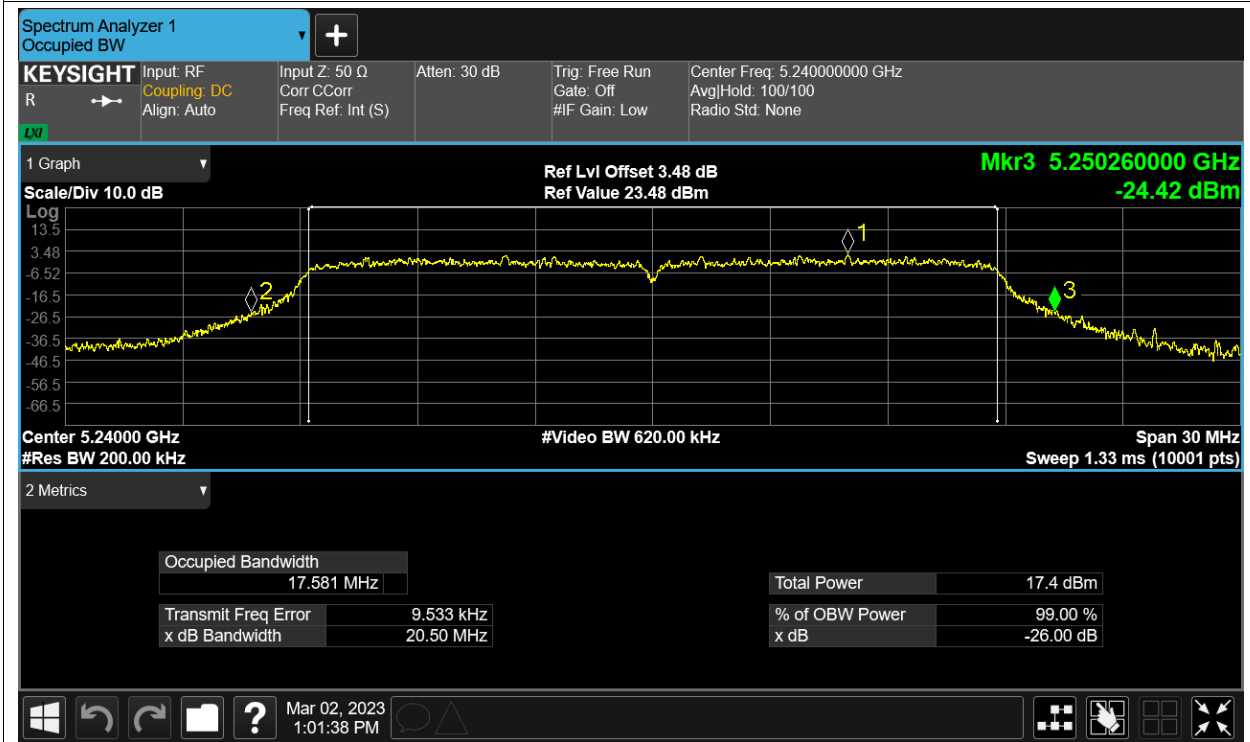 Spectrum Analyzer 1
Occupied BW
KEYSIGHT Input: RF Input Z: 50 Ω Atten: 30 dB Trig: Free Run Center Freq: 5.240000000 GHz
R Coupling: DC Corr CCorr Gate: Off Avg|Hold: 100/100
Align: Auto Freq Ref: Int (S) #IF Gain: Low Radio Std: None
LXI
1 Graph Ref Lvl Offset 3.48 dB Mkr3 5.250260000 GHz
Scale/Div 10.0 dB Ref Value 23.48 dBm -24.42 dBm
Log
13.5
1
3.48
-6.52
2 3
-16.5
-26.5
-36.5
-46.5
-56.5
-66.5
Center 5.24000 GHz #Video BW 620.00 kHz Span 30 MHz
#Res BW 200.00 kHz Sweep 1.33 ms (10001 pts)
2 Metrics
Occupied Bandwidth
17.581 MHz Total Power 17.4 dBm
Transmit Freq Error 9.533 kHz % of OBW Power 99.00 %
x dB Bandwidth 20.50 MHz x dB -26.00 dB
? Mar 02, 2023
1:01:38 PM